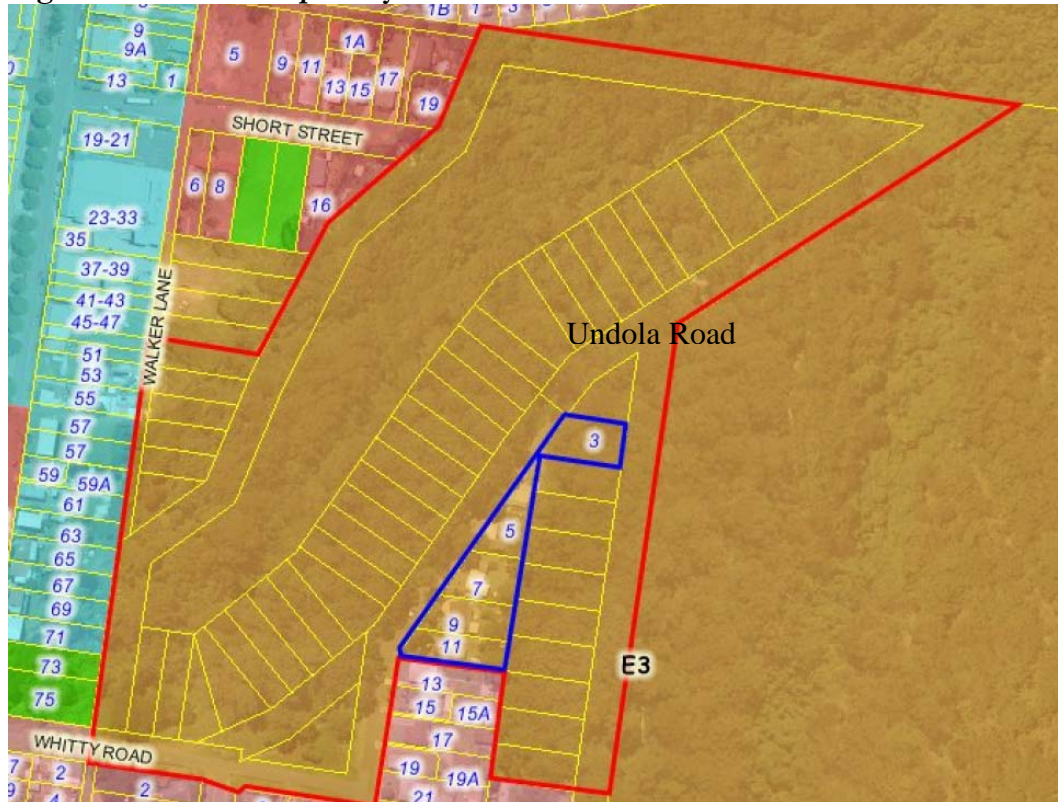 1B 1 3
9
9A 5 9 11 1A 17
13 1 13 15 19
SHORT STREET
19-21
6 8 16
23-33
35
37-39
41-43
45-47
WALKER LANE
Undola Road
51
53
55
57 3
57
59 59A
61 5
63
65
67 7
69 9
71 11
73 E3
75 13
15 15A
WHITTY ROAD 17
2 2 19 19A
21